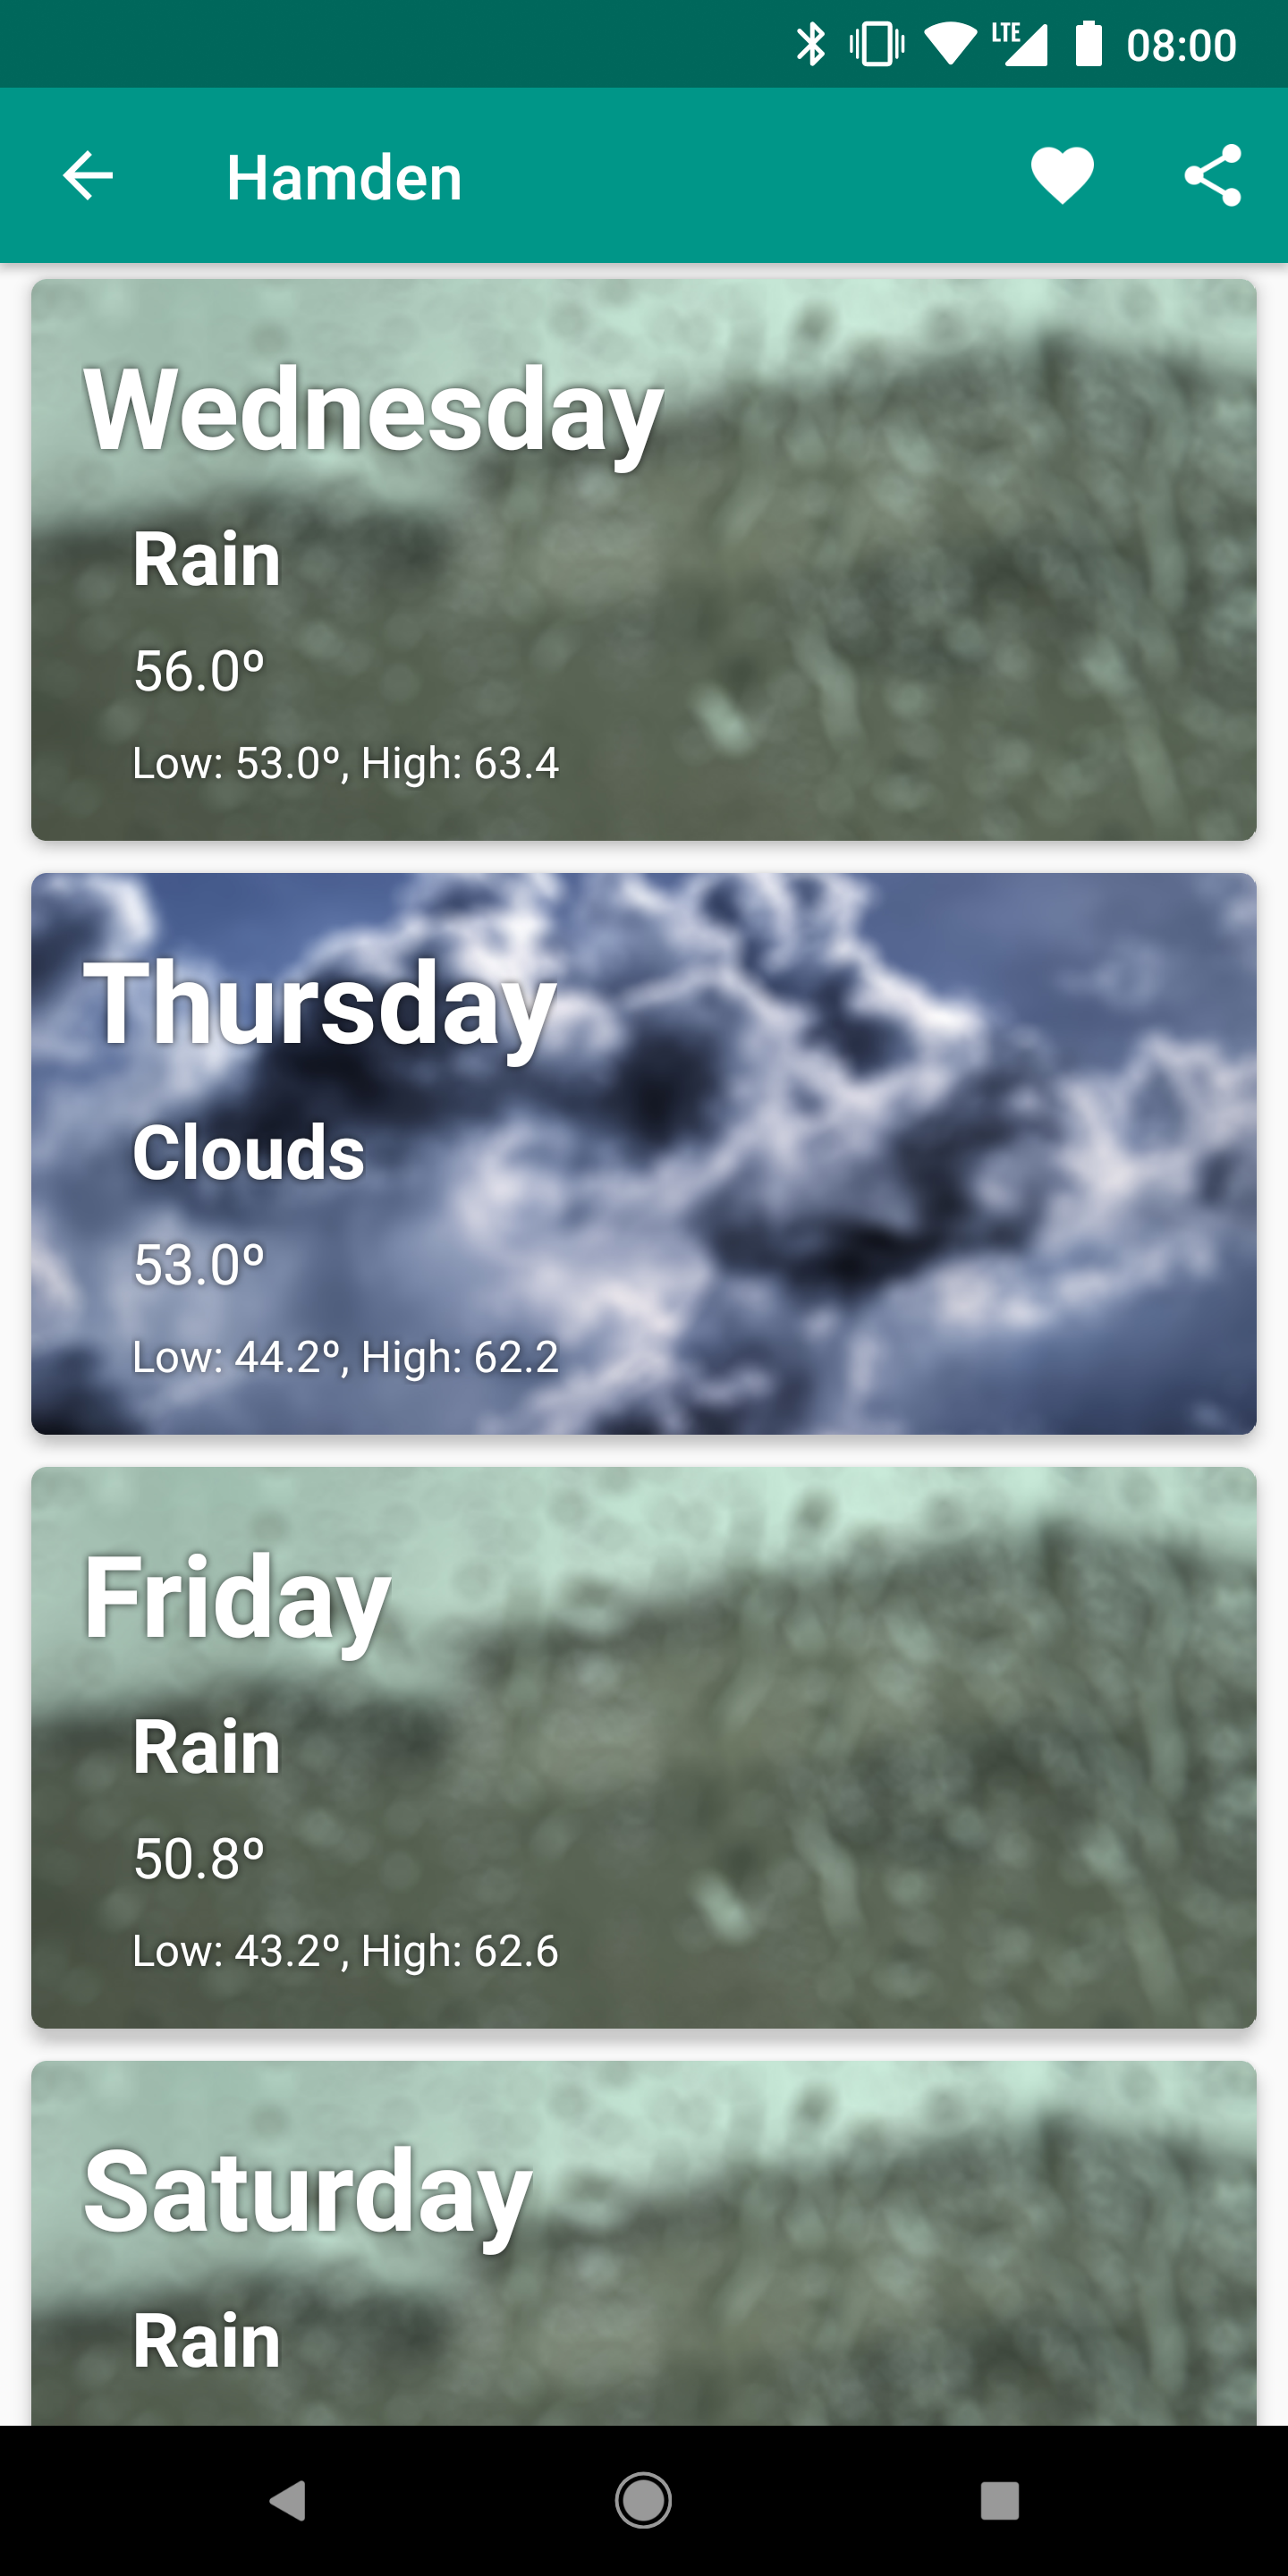 LTE 08:00
Hamden
Wednesday
Rain
56.0º
Low: 53.0º, High: 63.4
Thursday
Clouds
53.0º
Low: 44.2º, High: 62.2
Friday
Rain
50.8º
Low: 43.2º, High: 62.6
Saturday
Rain